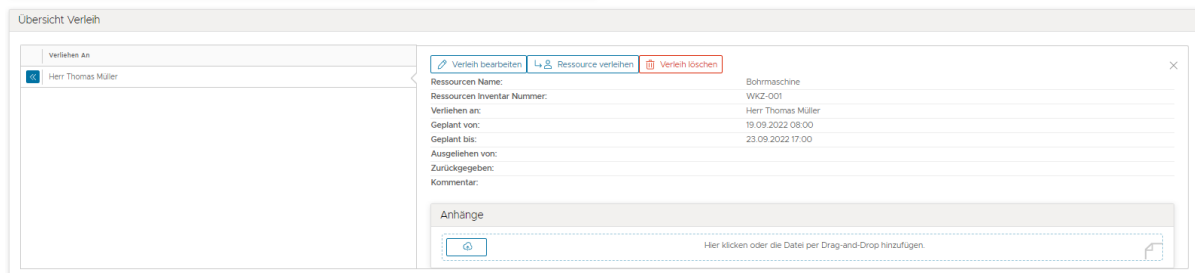 Übersicht Verleih
Verliehen An
Herr Thomas Müller
Verleih bearbeiten Ressource verleihen Verleih löschen
Ressourcen Name: Bohrmaschine
Ressourcen Inventar Nummer: WKZ-001
Verliehen an: Herr Thomas Müller
Geplant von: 19.09.2022 08:00
Geplant bis: 23.09.2022 17:00
Ausgeliehen von:
Zurückgegeben:
Kommentar:
Anhänge
Hier klicken oder die Datei per Drag-and-Drop hinzufügen.